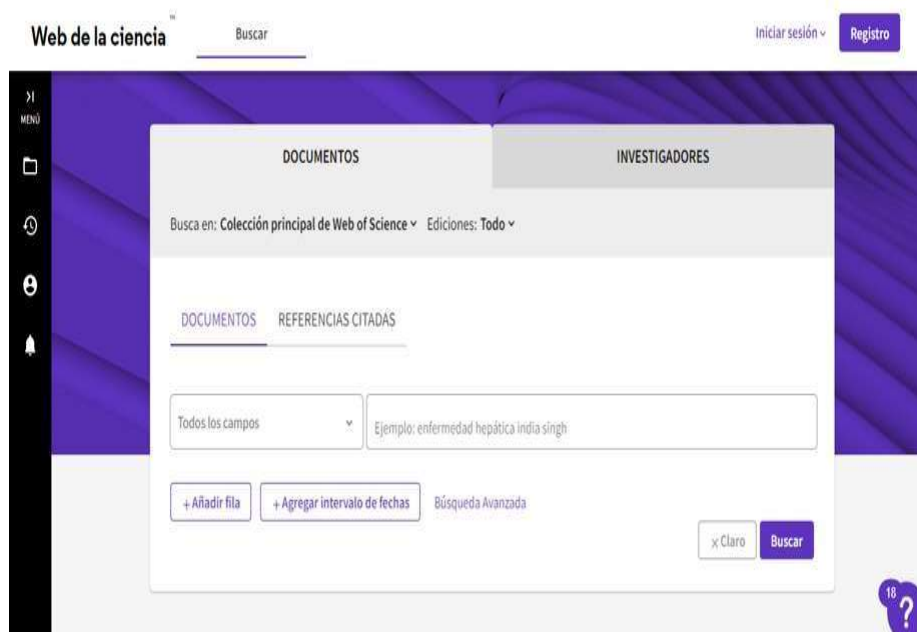 Web de la ciencia™
Buscar
Iniciar sesión
Registro
MENÚ
DOCUMENTOS
INVESTIGADORES
Busca en: Colección principal de Web of Science Ediciones: Todo
DOCUMENTOS REFERENCIAS CITADAS
Todos los campos
Ejemplo: enfermedad hepática india singh
+ Añadir fila
+ Agregar intervalo de fechas
Búsqueda Avanzada
× Claro
Buscar
18
?